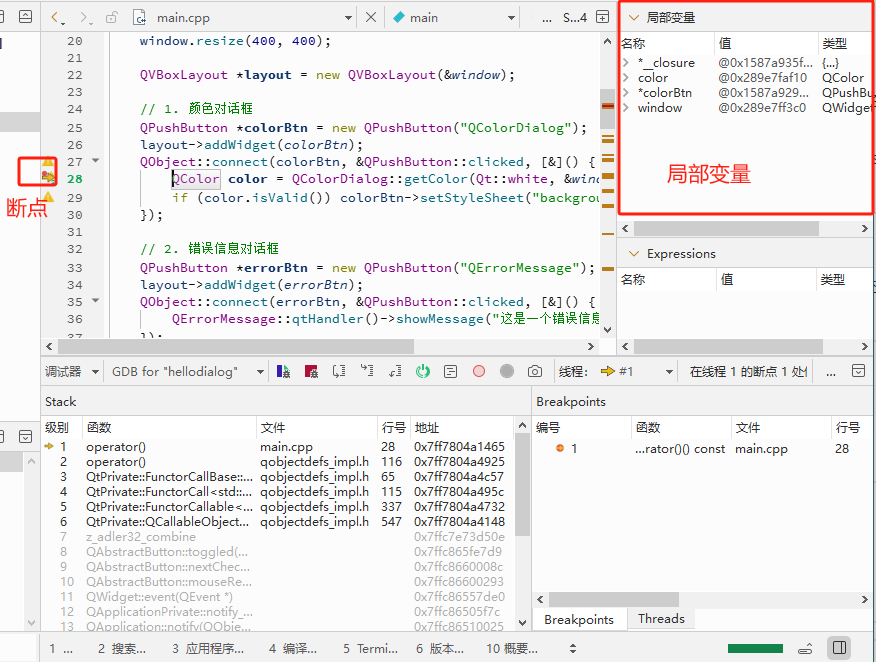 main.cpp
main
...
S...4
20 window.resize(400, 400);
21
22 QVBoxLayout *layout = new QVBoxLayout(&window);
23
24 // 1. 颜色对话框
25 QPushButton *colorBtn = new QPushButton("QColorDialog");
26 layout->addWidget(colorBtn);
27 QObject::connect(colorBtn, &QPushButton::clicked, [&]() {
28 QColor color = QColorDialog::getColor(Qt::white, &wind
29 if (color.isValid()) colorBtn->setStyleSheet("backgrou
30 });
31
32 // 2. 错误信息对话框
33 QPushButton *errorBtn = new QPushButton("QErrorMessage");
34 layout->addWidget(errorBtn);
35 QObject::connect(errorBtn, &QPushButton::clicked, [&]() {
36 QErrorMessage::qtHandler()->showMessage("这是一个错误信息
37 });
断点
局部变量
名称 值 类型
*__closure @0x1587a935f... {...}
color @0x289e7faf10 QColor
*colorBtn @0x1587a929... QPushBu
window @0x289e7ff3c0 QWidget
局部变量
Expressions
名称 值 类型
调试器 GDB for "hellodialog" 线程: #1 在线程 1 的断点 1 处 ...
Stack
级别 函数 文件 行号 地址
1 operator() main.cpp 28 0x7ff7804a1465
2 operator() qobjectdefs_impl.h 116 0x7ff7804a4925
3 QtPrivate::FunctorCallBase::... qobjectdefs_impl.h 65 0x7ff7804a4c57
4 QtPrivate::FunctorCall<std::... qobjectdefs_impl.h 115 0x7ff7804a495c
5 QtPrivate::FunctorCallable<... qobjectdefs_impl.h 337 0x7ff7804a4732
6 QtPrivate::QCallableObject... qobjectdefs_impl.h 547 0x7ff7804a4148
7 z_adler32_combine 0x7ffc7e73d50e
8 QAbstractButton::toggled(... 0x7ffc865fe7d9
9 QAbstractButton::nextChec... 0x7ffc8660008c
10 QAbstractButton::mouseRe... 0x7ffc86600293
11 QWidget::event(QEvent *) 0x7ffc86557de0
12 QApplicationPrivate::notify_... 0x7ffc86505f7c
13 QApplication::notify(QObje... 0x7ffc86510025
Breakpoints
编号 函数 文件 行号
1 ...rator()() const main.cpp 28
Breakpoints Threads
1 ... 2 搜索... 3 应用程序... 4 编译... 5 Termi... 6 版本... 10 概要...